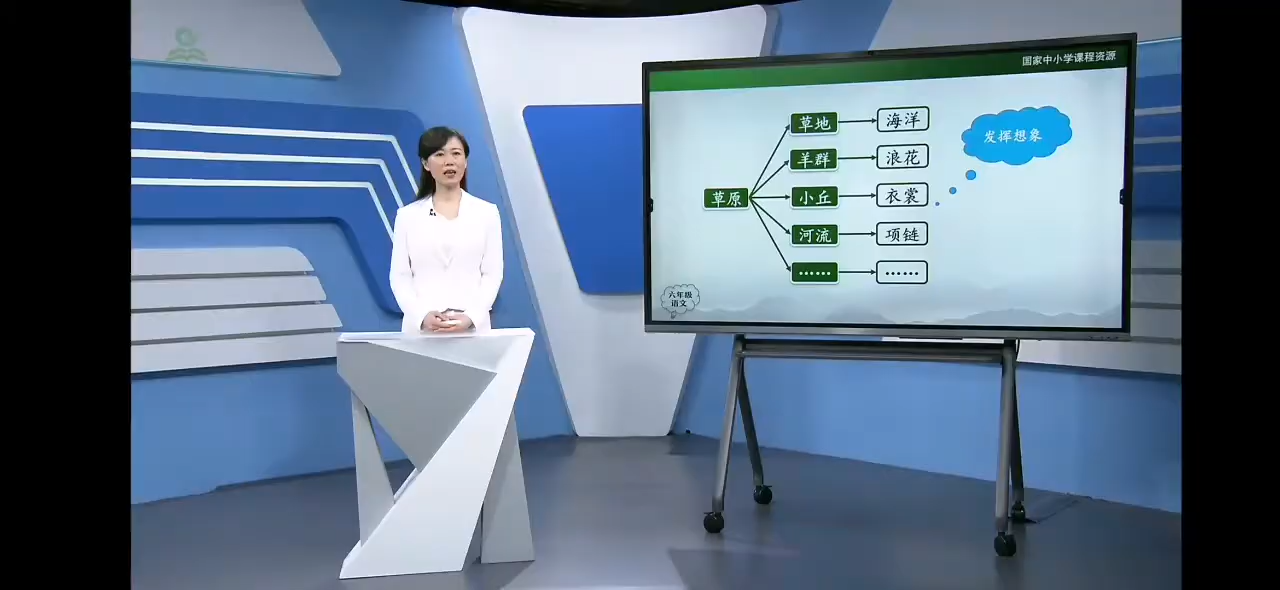 国家中小学课程资源
草地
海洋
发挥想象
羊群
浪花
草原
小丘
衣裳
河流
项链
……
……
六年级
语文